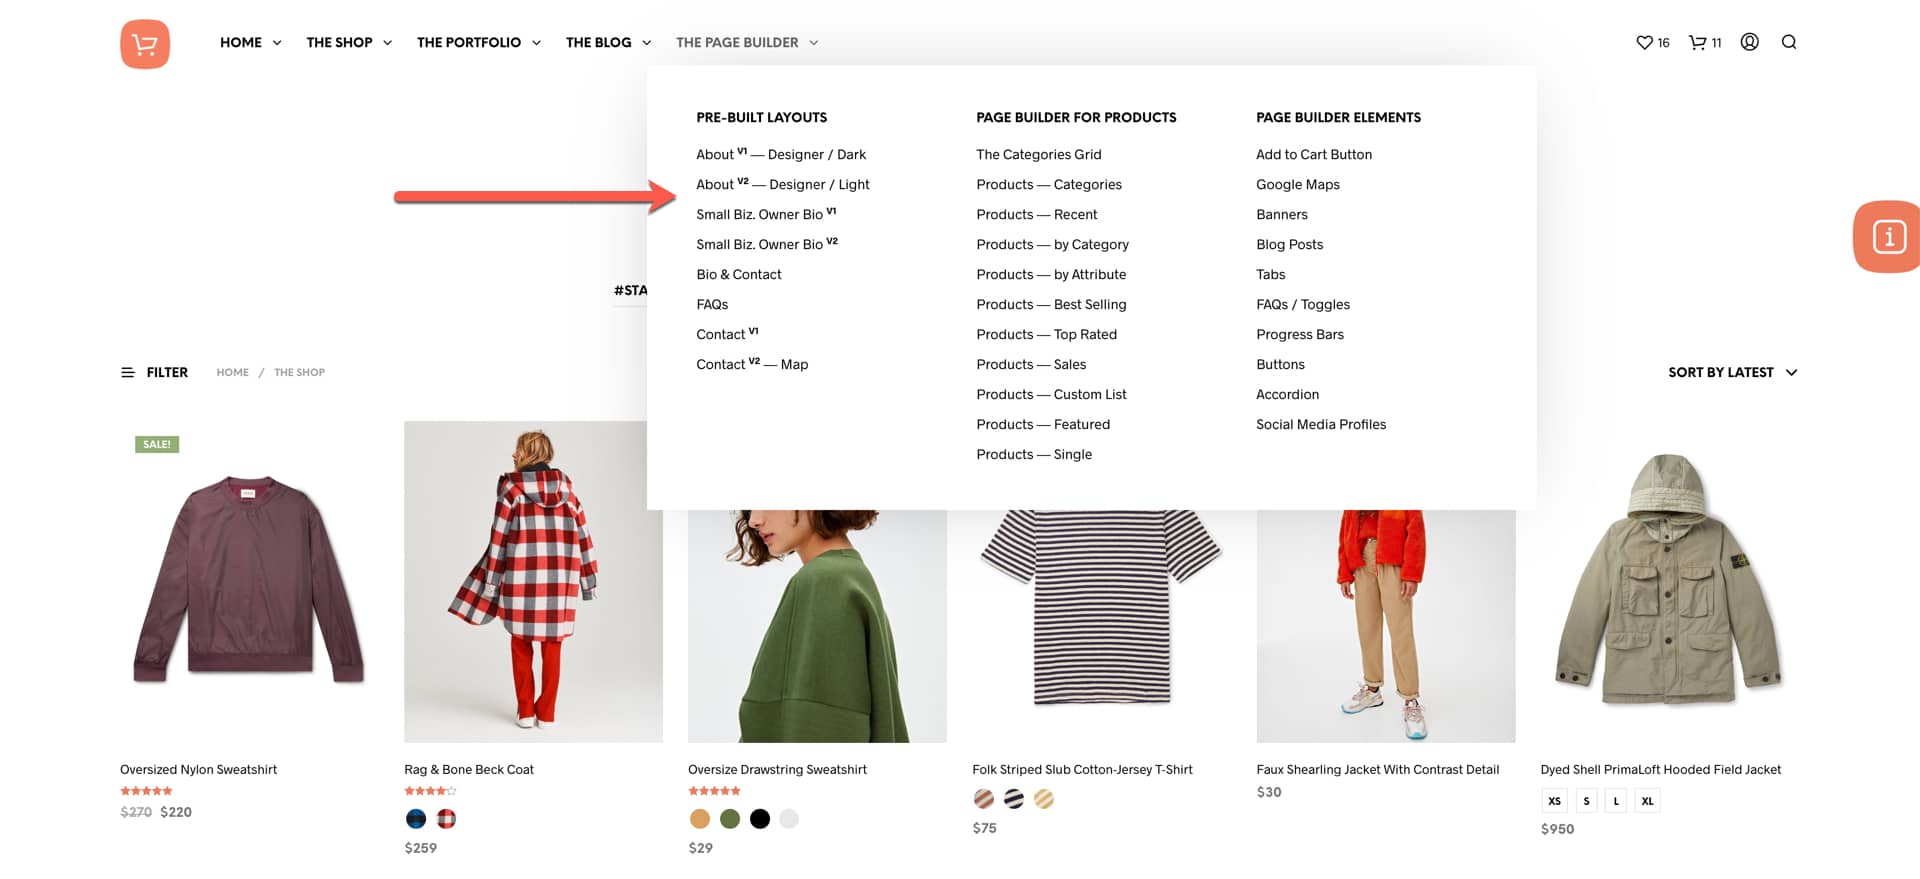 HOME THE SHOP THE PORTFOLIO THE BLOG THE PAGE BUILDER 16 11
PRE-BUILT LAYOUTS
About V1 — Designer / Dark
About V2 — Designer / Light
Small Biz. Owner Bio V1
Small Biz. Owner Bio V2
Bio & Contact
FAQs
Contact V1
Contact V2 — Map
PAGE BUILDER FOR PRODUCTS
The Categories Grid
Products — Categories
Products — Recent
Products — by Category
Products — by Attribute
Products — Best Selling
Products — Top Rated
Products — Sales
Products — Custom List
Products — Featured
Products — Single
PAGE BUILDER ELEMENTS
Add to Cart Button
Google Maps
Banners
Blog Posts
Tabs
FAQs / Toggles
Progress Bars
Buttons
Accordion
Social Media Profiles
#STA
FILTER HOME / THE SHOP SORT BY LATEST
SALE!
Oversized Nylon Sweatshirt
$270 $220
Rag & Bone Beck Coat
$259
Oversize Drawstring Sweatshirt
$29
Folk Striped Slub Cotton-Jersey T-Shirt
$75
Faux Shearling Jacket With Contrast Detail
$30
Dyed Shell PrimaLoft Hooded Field Jacket
XS S L XL
$950